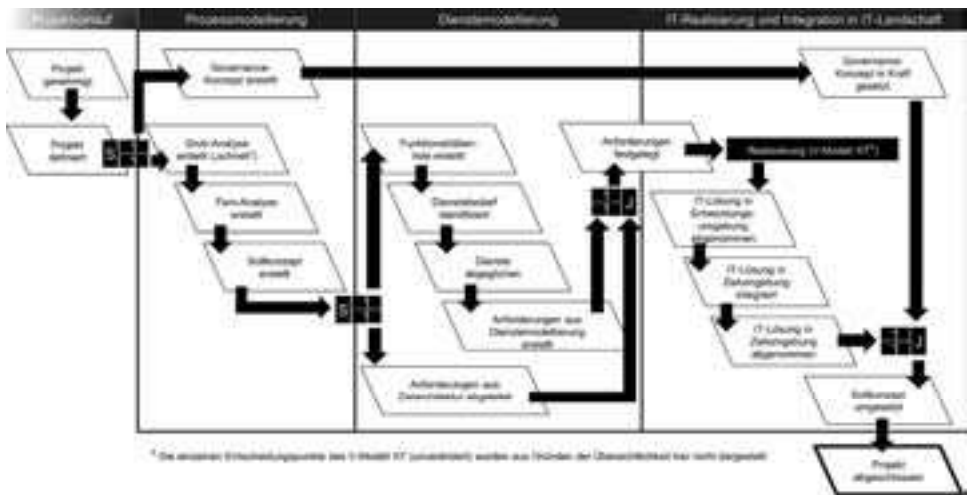 Projektvorlauf
Prozessmodellierung
Dienstemodellierung
IT-Realisierung und Integration in IT-Landschaft
Projekt
genehmigt
Governance-
Konzept erstellt
Governance-
Konzept in Kraft
gesetzt
Projekt
definiert
Grob-Analyse
erstellt
Funktionalitäten-
liste erstellt
Anforderungen
festgelegt
Realisierung (V-Modell XT
Fein-Analyse
erstellt
Dienstebedarf
identifiziert
IT-Lösung in
Entwicklungs-
umgebung
abgenommen
Sollkonzept
erstellt
Dienste
abgeglichen
IT-Lösung in
Zielumgebung
integriert
Anforderungen aus
Dienstemodellierung
erstellt
IT-Lösung in
Zielumgebung
abgenommen
Anforderungen aus
Zielarchitektur abgeleitet
Sollkonzept
umgesetzt
Die einzelnen Entscheidungspunkte des V-Modell XT (unverändert) wurden aus Gründen der Übersichtlichkeit hier nicht dargestellt
Projekt
abgeschlossen